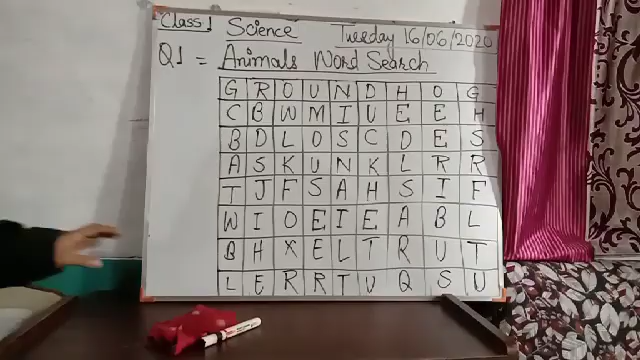 Class 1 Science Tuesday 16/06/2020
Q1 = Animals Word Search
G R O U N D H O G
C B W M I U E E H
B D L O S C D E S
A S K U N K L R R
T J F S A H S I F
W I O E I E A B L
B H X E L T R U T
L E R R I U Q S U